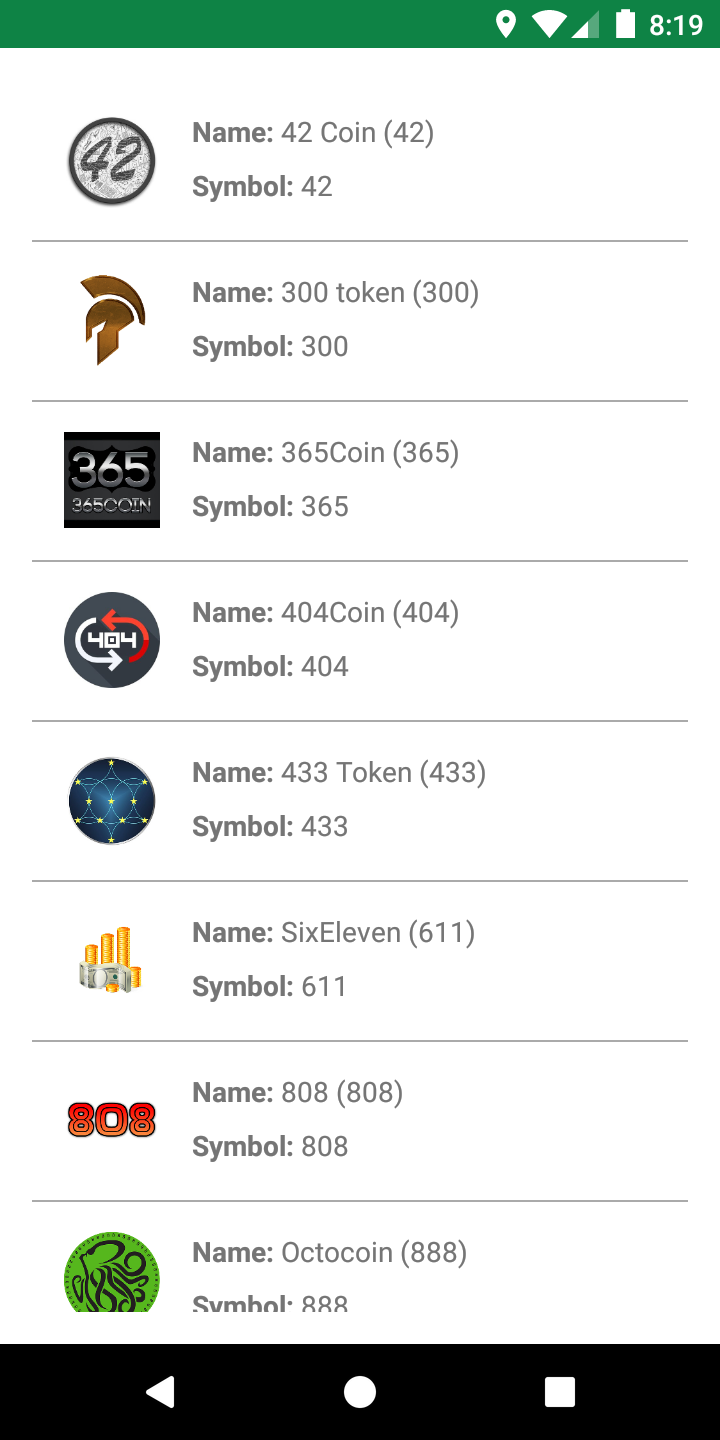 8:19
42
Name: 42 Coin (42)
Symbol: 42
Name: 300 token (300)
Symbol: 300
365
365COIN
Name: 365Coin (365)
Symbol: 365
404
Name: 404Coin (404)
Symbol: 404
Name: 433 Token (433)
Symbol: 433
Name: SixEleven (611)
Symbol: 611
808
Name: 808 (808)
Symbol: 808
Name: Octocoin (888)
Symbol: 888